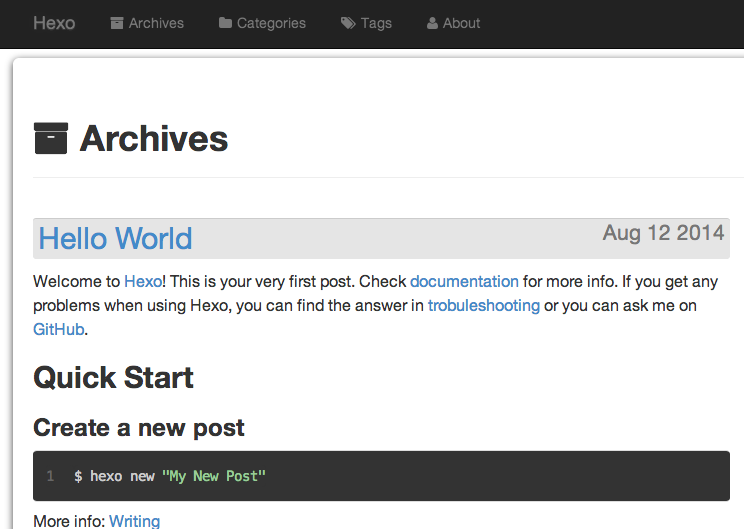 Hexo Archives Categories Tags About
Archives
Hello World Aug 12 2014
Welcome to Hexo! This is your very first post. Check documentation for more info. If you get any
problems when using Hexo, you can find the answer in trobuleshooting or you can ask me on
GitHub.
Quick Start
Create a new post
1 $ hexo new "My New Post"
More info: Writing